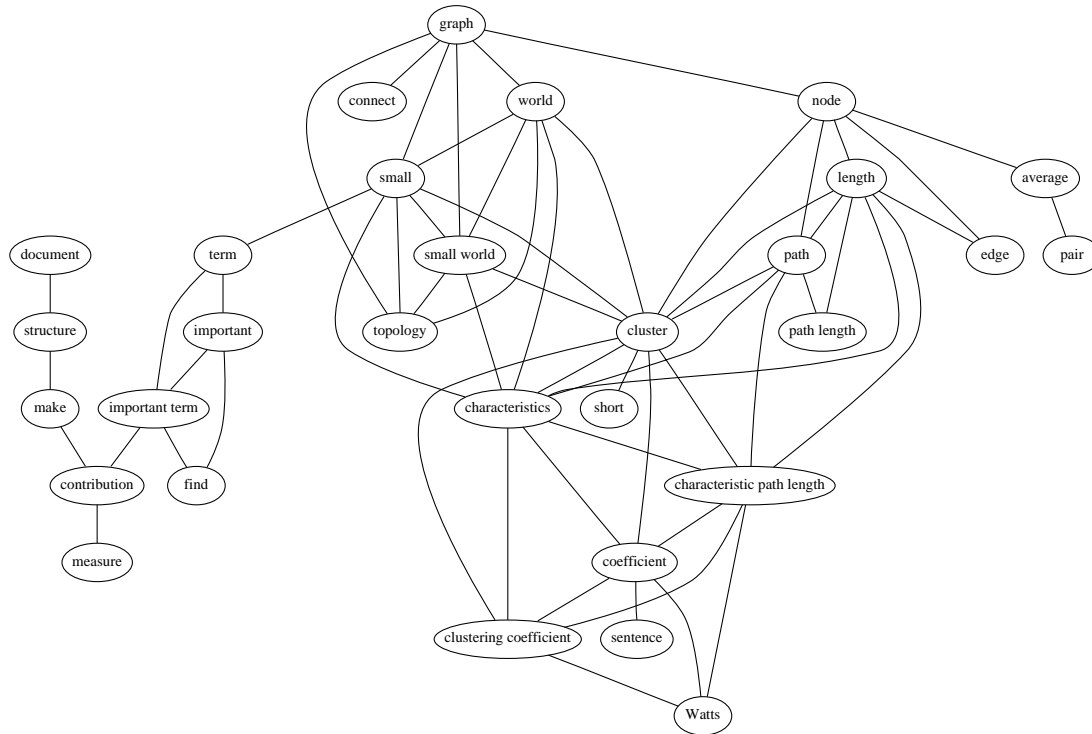 graph
connect
world
node
small
length
average
document
term
small world
path
edge
pair
structure
important
topology
cluster
path length
make
important term
characteristics
short
contribution
find
characteristic path length
measure
coefficient
clustering coefficient
sentence
Watts